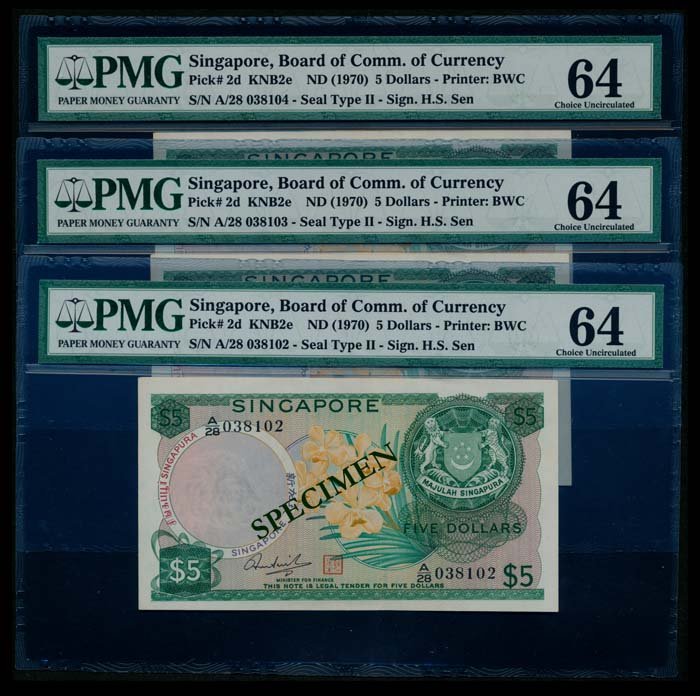 PMG
PAPER MONEY GUARANTY
Singapore, Board of Comm. of Currency
Pick# 2d KNB2e ND (1970) 5 Dollars - Printer: BWC
S/N A/28 038104 - Seal Type II - Sign. H.S. Sen
64
Choice Uncirculated
SINGAPORE
PMG
PAPER MONEY GUARANTY
Singapore, Board of Comm. of Currency
Pick# 2d KNB2e ND (1970) 5 Dollars - Printer: BWC
S/N A/28 038103 - Seal Type II - Sign. H.S. Sen
64
Choice Uncirculated
SINGAPORE
PMG
PAPER MONEY GUARANTY
Singapore, Board of Comm. of Currency
Pick# 2d KNB2e ND (1970) 5 Dollars - Printer: BWC
S/N A/28 038102 - Seal Type II - Sign. H.S. Sen
64
Choice Uncirculated
$5
SINGAPORE
$5
A/28 038102
SINGAPURA
SINGAPORE
SPECIMEN
MAJULAH SINGAPURA
FIVE DOLLARS
A/28 038102
$5
$5
MINISTER FOR FINANCE
THIS NOTE IS LEGAL TENDER FOR FIVE DOLLARS